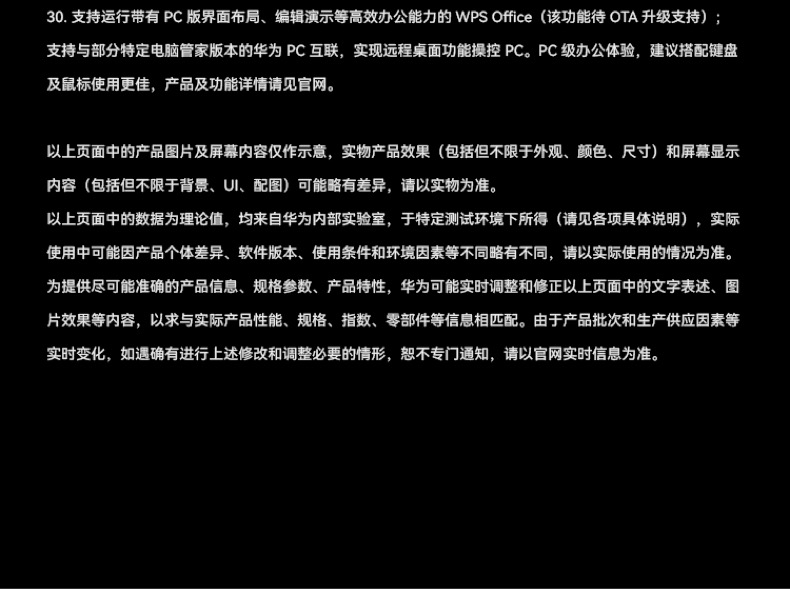 30. 支持运行带有 PC 版界面布局、编辑演示等高效办公能力的 WPS Office（该功能待 OTA 升级支持）；
支持与部分特定电脑管家版本的华为 PC 互联，实现远程桌面功能操控 PC。PC 级办公体验，建议搭配键盘
及鼠标使用更佳，产品及功能详情请见官网。
以上页面中的产品图片及屏幕内容仅作示意，实物产品效果（包括但不限于外观、颜色、尺寸）和屏幕显示
内容（包括但不限于背景、UI、配图）可能略有差异，请以实物为准。
以上页面中的数据为理论值，均来自华为内部实验室，于特定测试环境下所得（请见各项具体说明），实际
使用中可能因产品个体差异、软件版本、使用条件和环境因素等不同略有不同，请以实际使用的情况为准。
为提供尽可能准确的产品信息、规格参数、产品特性，华为可能实时调整和修正以上页面中的文字表述、图
片效果等内容，以求与实际产品性能、规格、指数、零部件等信息相匹配。由于产品批次和生产供应因素等
实时变化，如遇确有进行上述修改和调整必要的情形，恕不专门通知，请以官网实时信息为准。